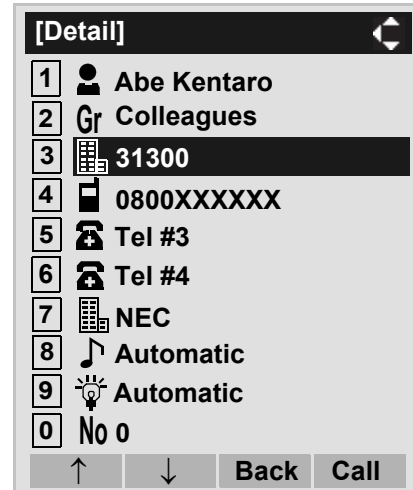 [Detail]
1 Abe Kentaro
2 Gr Colleagues
3 31300
4 0800XXXXXX
5 Tel #3
6 Tel #4
7 NEC
8 Automatic
9 Automatic
0 No 0
↑ ↓ Back Call